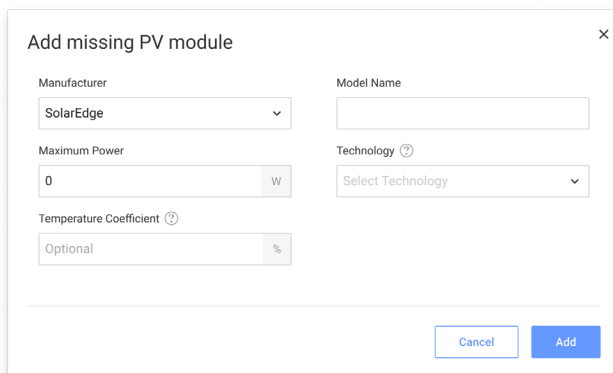 Add missing PV module
Manufacturer
Model Name
SolarEdge
Maximum Power
Technology ?
0 W
Select Technology
Temperature Coefficient ?
Optional %
Cancel
Add